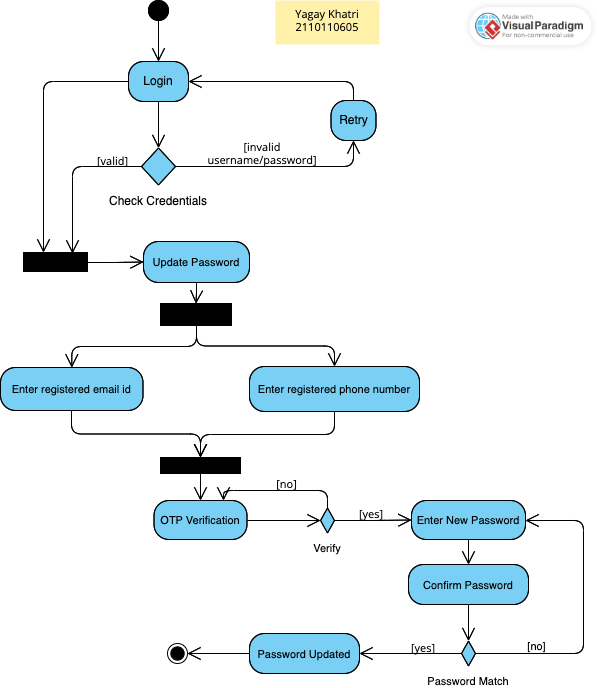 Yagay Khatri
2110110605
Made with
Visual Paradigm
For non-commercial use
Login
Retry
[invalid
username/password]
[valid]
Check Credentials
Update Password
Enter registered email id
Enter registered phone number
[no]
OTP Verification
[yes]
Enter New Password
Verify
Confirm Password
[yes]
[no]
Password Updated
Password Match